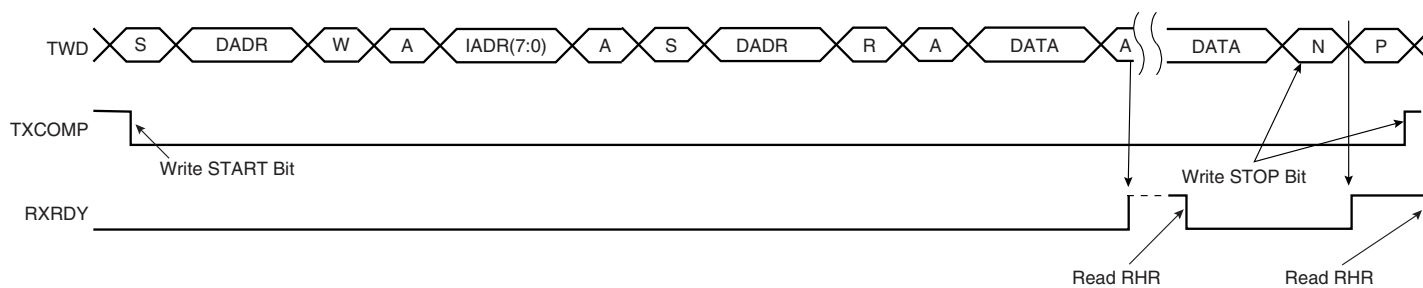 TWD S DADR W A IADR(7:0) A S DADR R A DATA A DATA N P
TXCOMP
Write START Bit
Write STOP Bit
RXRDY
Read RHR Read RHR